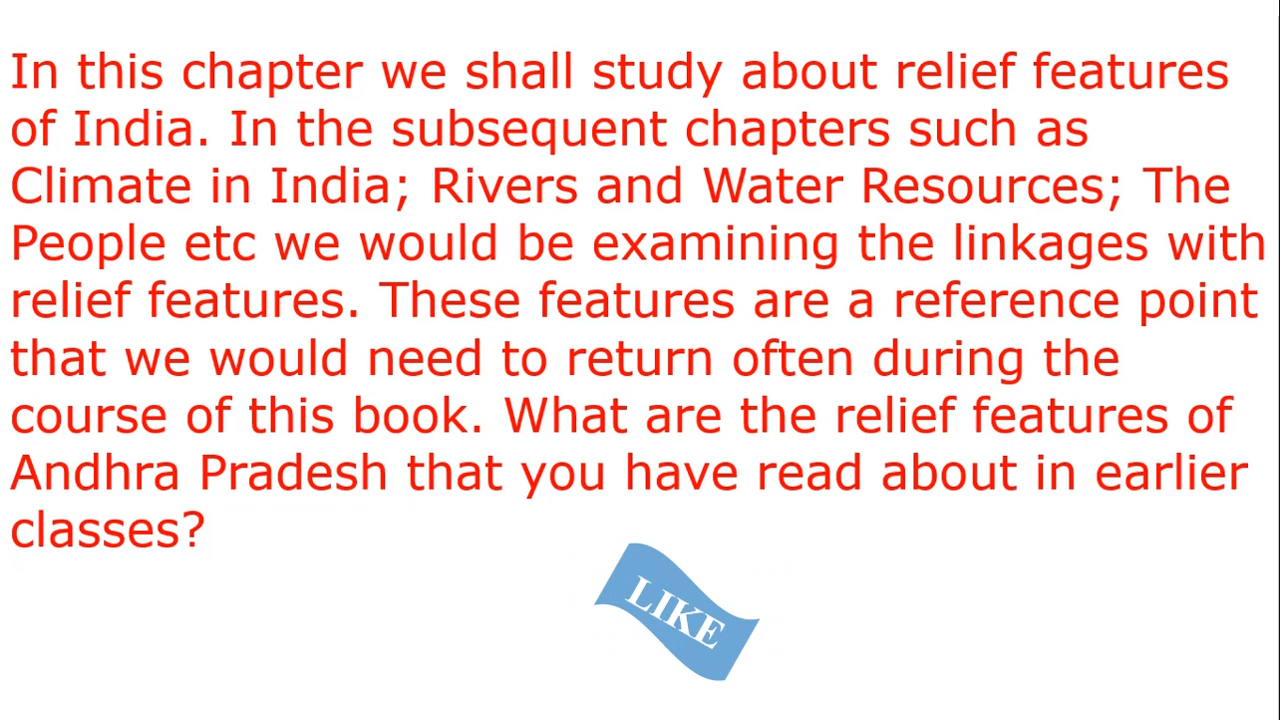 In this chapter we shall study about relief features
of India. In the subsequent chapters such as
Climate in India; Rivers and Water Resources; The
People etc we would be examining the linkages with
relief features. These features are a reference point
that we would need to return often during the
course of this book. What are the relief features of
Andhra Pradesh that you have read about in earlier
classes?
LIKE